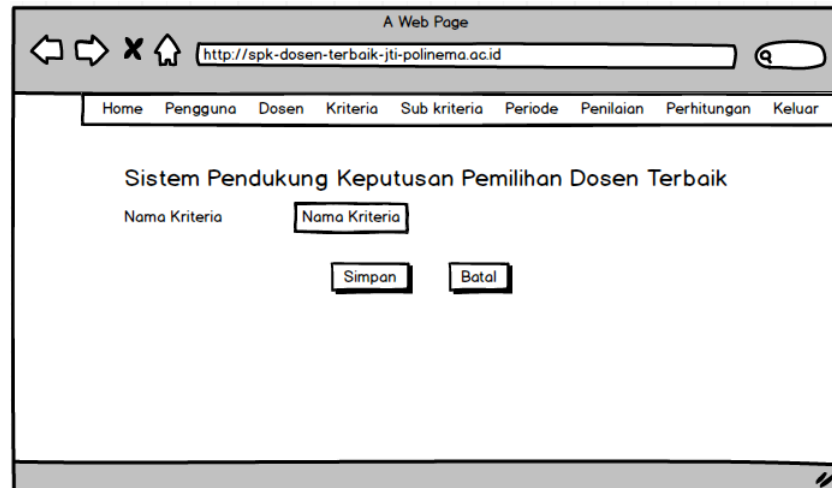 A Web Page
http://spk-dosen-terbaik-jti-polinema.ac.id
Home Pengguna Dosen Kriteria Sub kriteria Periode Penilaian Perhitungan Keluar
Sistem Pendukung Keputusan Pemilihan Dosen Terbaik
Nama Kriteria Nama Kriteria
Simpan Batal